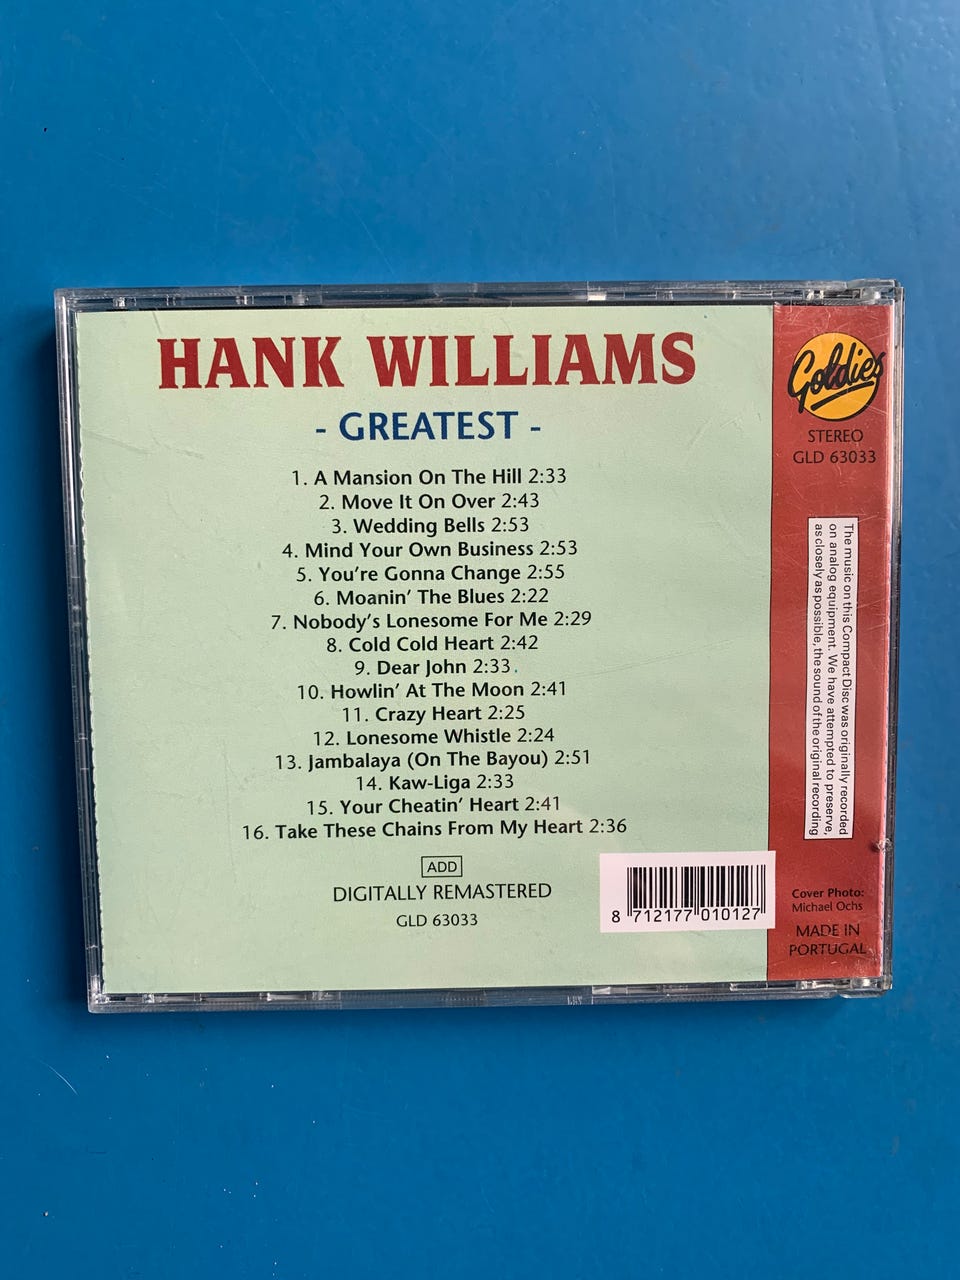 HANK WILLIAMS
- GREATEST -
1. A Mansion On The Hill 2:33
2. Move It On Over 2:43
3. Wedding Bells 2:53
4. Mind Your Own Business 2:53
5. You're Gonna Change 2:55
6. Moanin' The Blues 2:22
7. Nobody's Lonesome For Me 2:29
8. Cold Cold Heart 2:42
9. Dear John 2:33
10. Howlin' At The Moon 2:41
11. Crazy Heart 2:25
12. Lonesome Whistle 2:24
13. Jambalaya (On The Bayou) 2:51
14. Kaw-Liga 2:33
15. Your Cheatin' Heart 2:41
16. Take These Chains From My Heart 2:36
ADD
DIGITALLY REMASTERED
GLD 63033
8 712177 010127
Goldies
STEREO
GLD 63033
The music on this Compact Disc was originally recorded
on analog equipment. We have attempted to preserve,
as closely as possible, the sound of the original recording
Cover Photo:
Michael Ochs
MADE IN
PORTUGAL